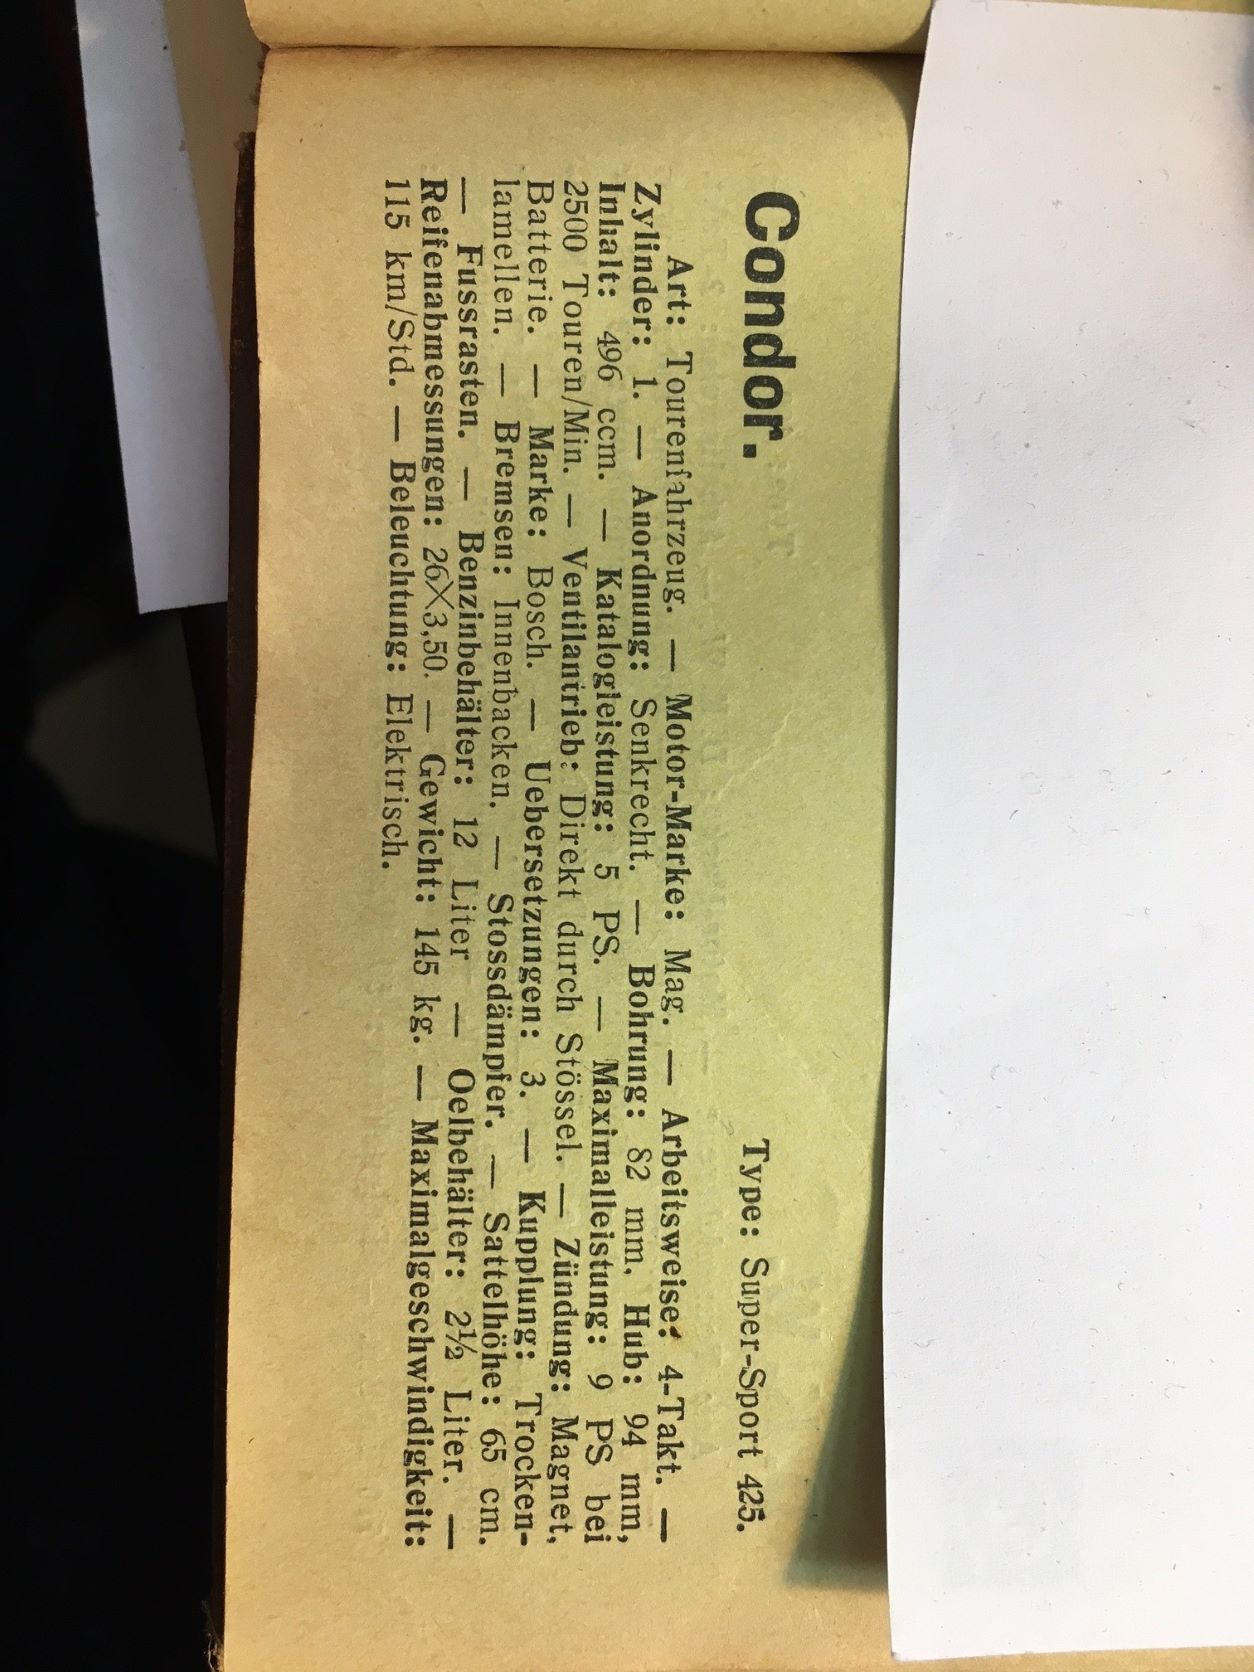 Condor. Type: Super-Sport 425.
Art: Tourenfahrzeug. — Motor-Marke: Mag. — Arbeitsweise: 4-Takt. —
Zylinder: 1. — Anordnung: Senkrecht. — Bohrung: 82 mm, Hub: 94 mm,
Inhalt: 496 ccm. — Katalogleistung: 5 PS. — Maximalleistung: 9 PS bei
2500 Touren/Min. — Ventilantrieb: Direkt durch Stössel. — Zündung: Magnet,
Batterie. — Marke: Bosch. — Uebersetzungen: 3. — Kupplung: Trocken-
lamellen. — Bremsen: Innenbacken. — Stossdämpfer. — Sattelhöhe: 65 cm.
— Fussrasten. — Benzinbehälter: 12 Liter — Oelbehälter: 2½ Liter. —
Reifenabmessungen: 26×3,50. — Gewicht: 145 kg. — Maximalgeschwindigkeit:
115 km/Std. — Beleuchtung: Elektrisch.